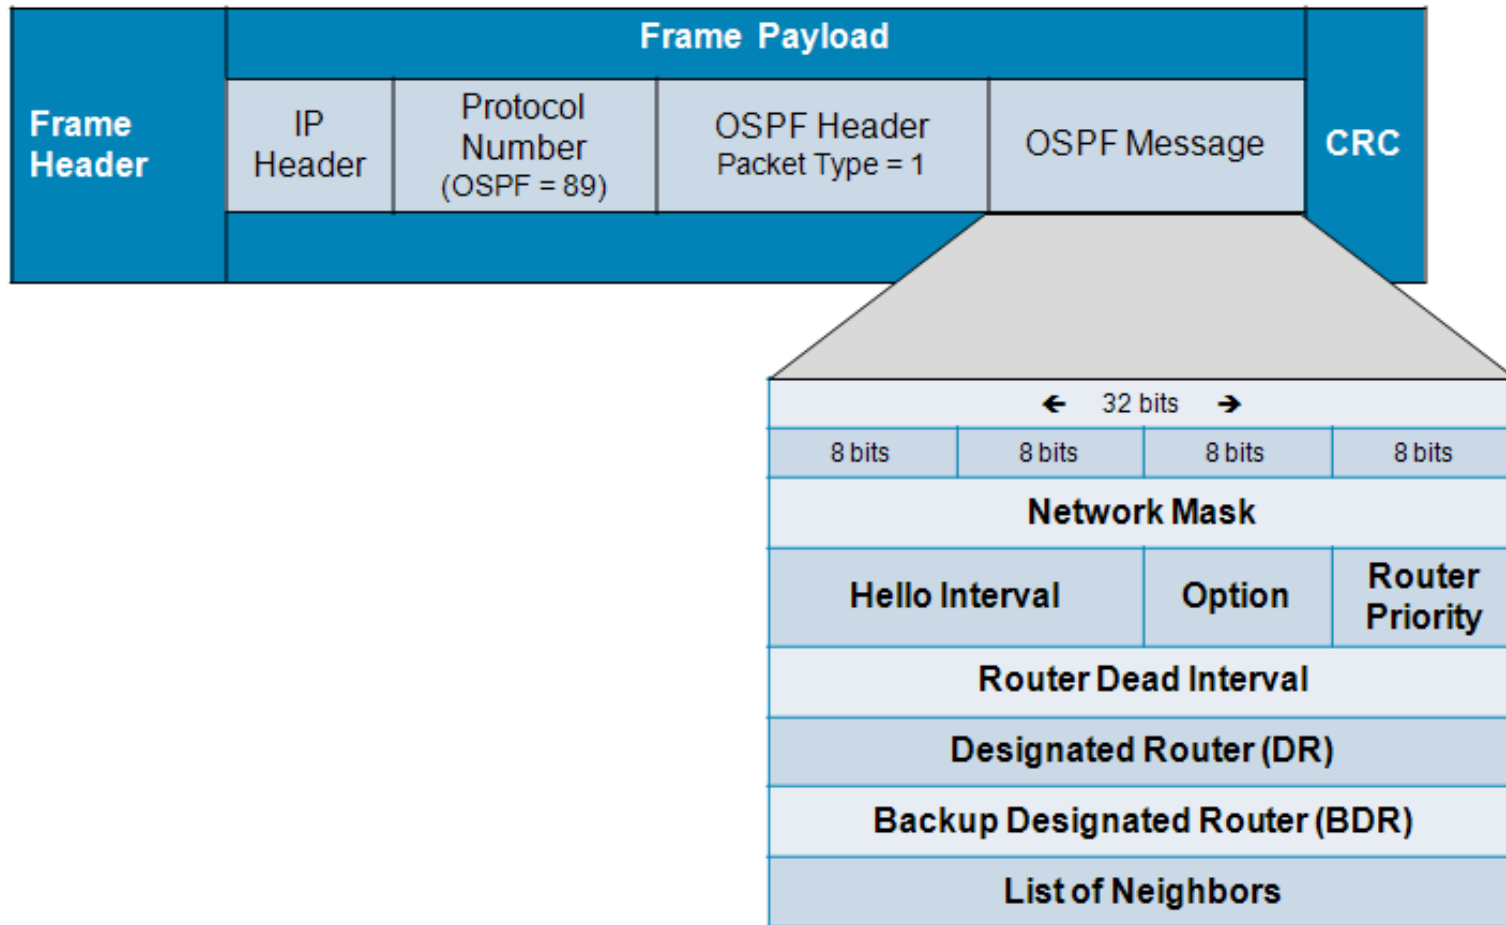 Frame Payload
Frame
Header
IP
Header
Protocol
Number
(OSPF = 89)
OSPF Header
Packet Type = 1
OSPF Message
CRC
← 32 bits →
8 bits 8 bits 8 bits 8 bits
Network Mask
Hello Interval
Option
Router
Priority
Router Dead Interval
Designated Router (DR)
Backup Designated Router (BDR)
List of Neighbors